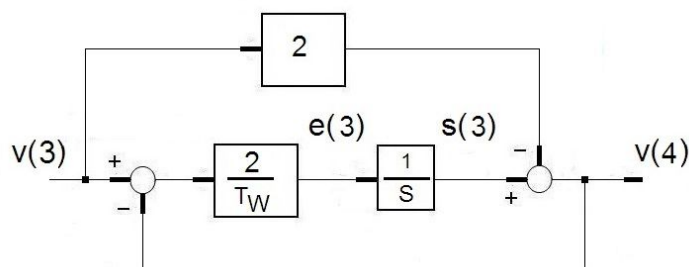 2
e(3)
s(3)
v(3)
+
2
T_W
1
S
−
v(4)
−
+